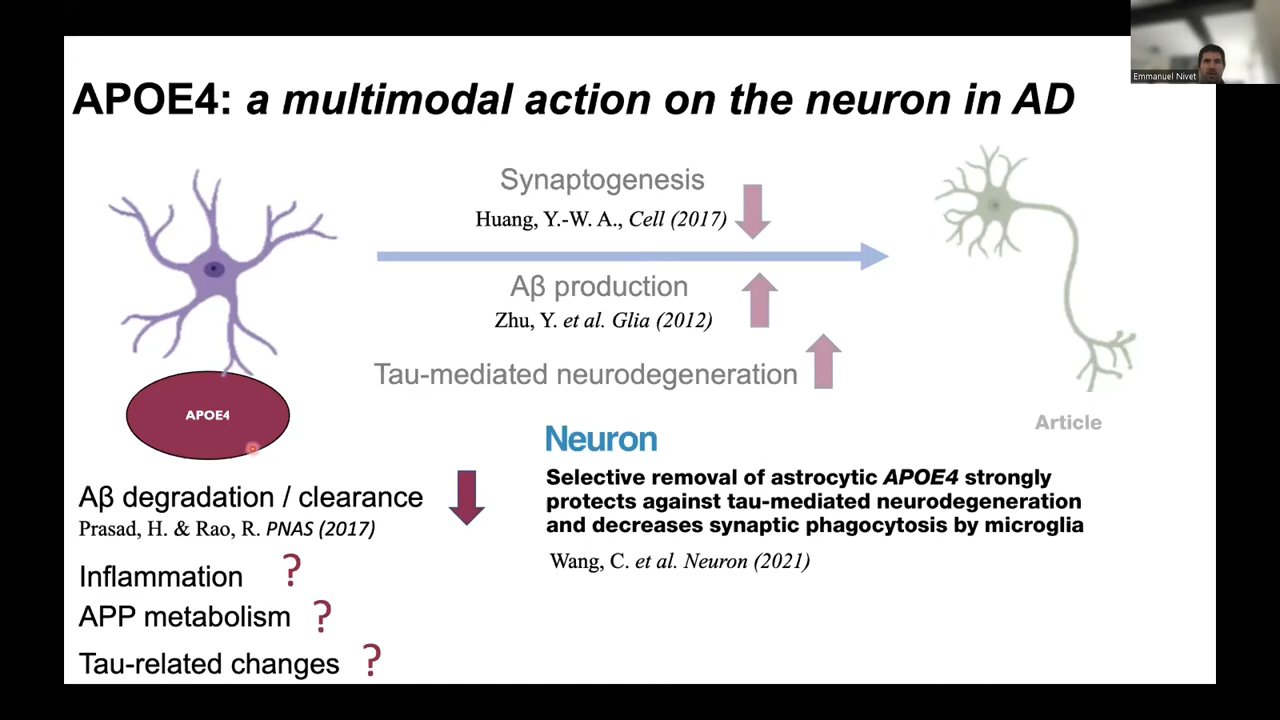 Emmanuel Nivet
APOE4: a multimodal action on the neuron in AD
Synaptogenesis
Huang, Y.-W. A., Cell (2017)
Aβ production
Zhu, Y. et al. Glia (2012)
Tau-mediated neurodegeneration
APOE4
Article
Neuron
Selective removal of astrocytic APOE4 strongly
protects against tau-mediated neurodegeneration
and decreases synaptic phagocytosis by microglia
Wang, C. et al. Neuron (2021)
Aβ degradation / clearance
Prasad, H. & Rao, R. PNAS (2017)
Inflammation ?
APP metabolism ?
Tau-related changes ?